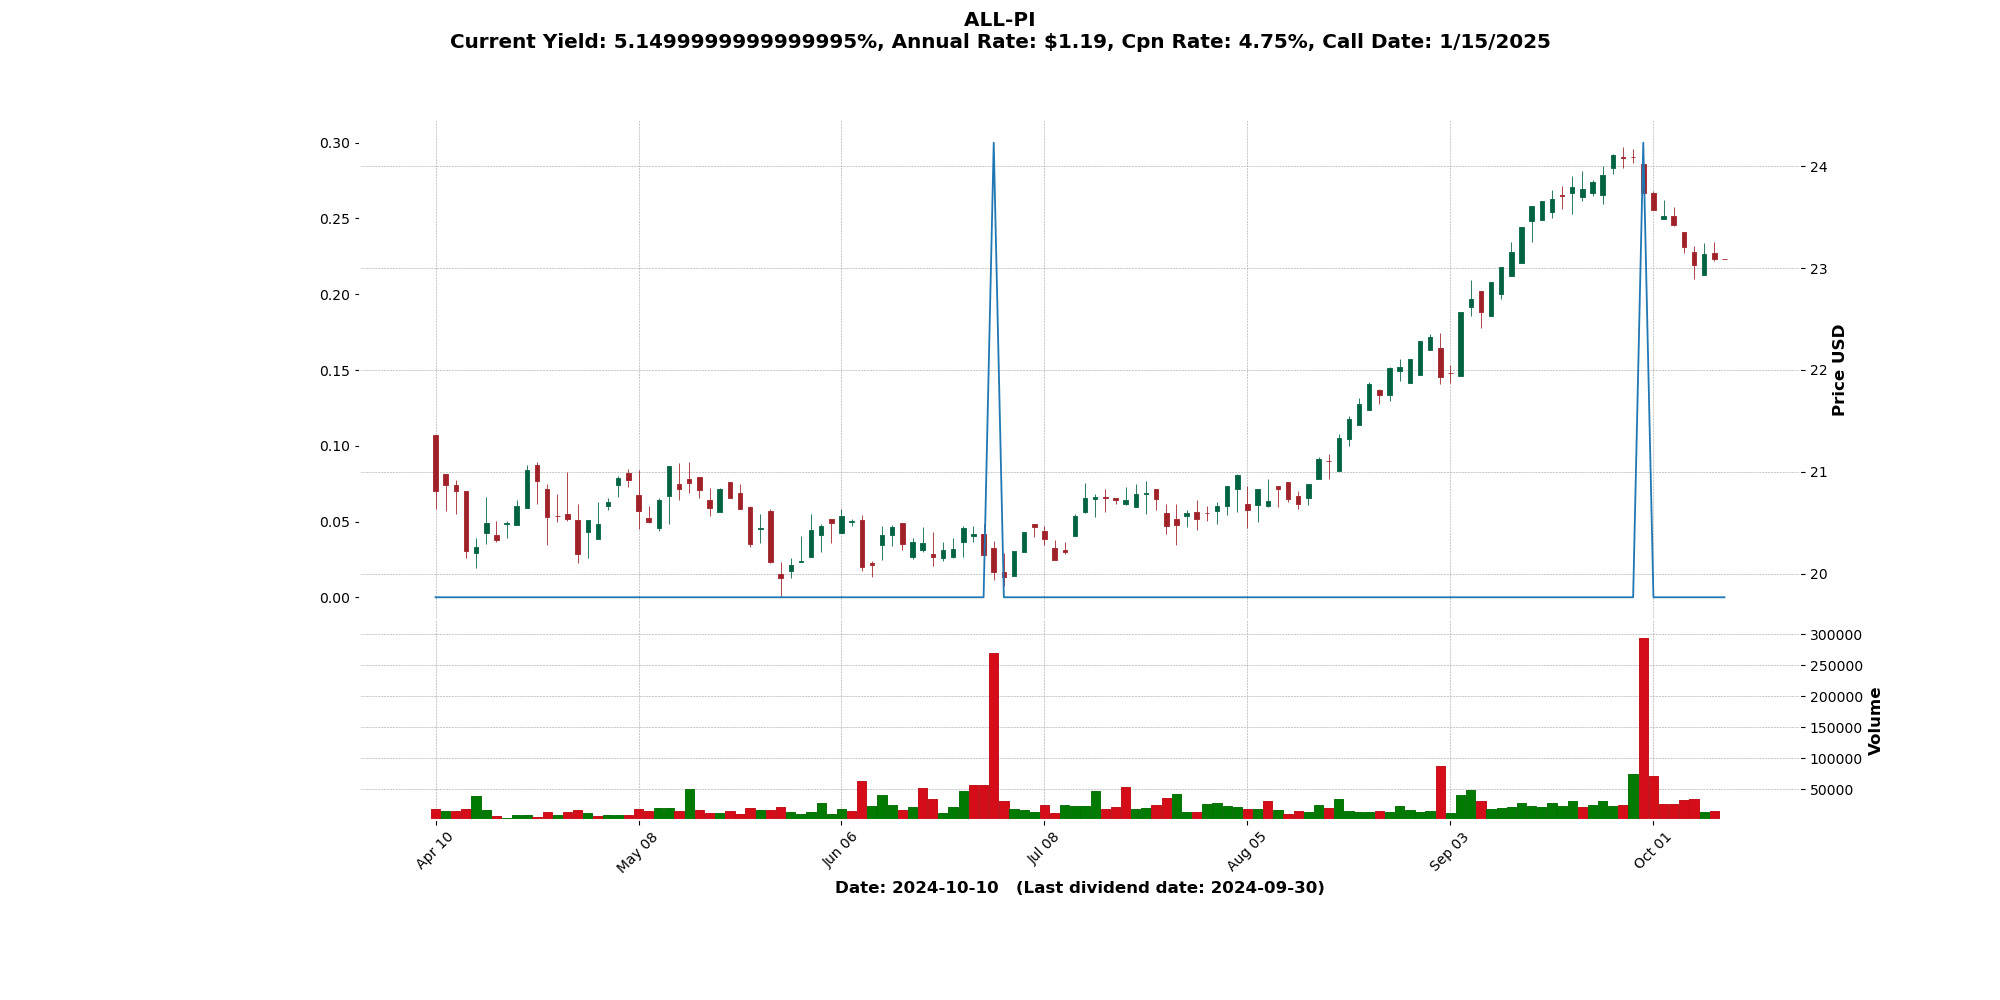 ALL-PI
Current Yield: 5.1499999999999995%, Annual Rate: $1.19, Cpn Rate: 4.75%, Call Date: 1/15/2025
0.30
0.25
0.20
0.15
0.10
0.05
0.00
24
23
22
21
20
Price USD
300000
250000
200000
150000
100000
50000
Volume
Apr 10
May 08
Jun 06
Jul 08
Aug 05
Sep 03
Oct 01
Date: 2024-10-10 (Last dividend date: 2024-09-30)